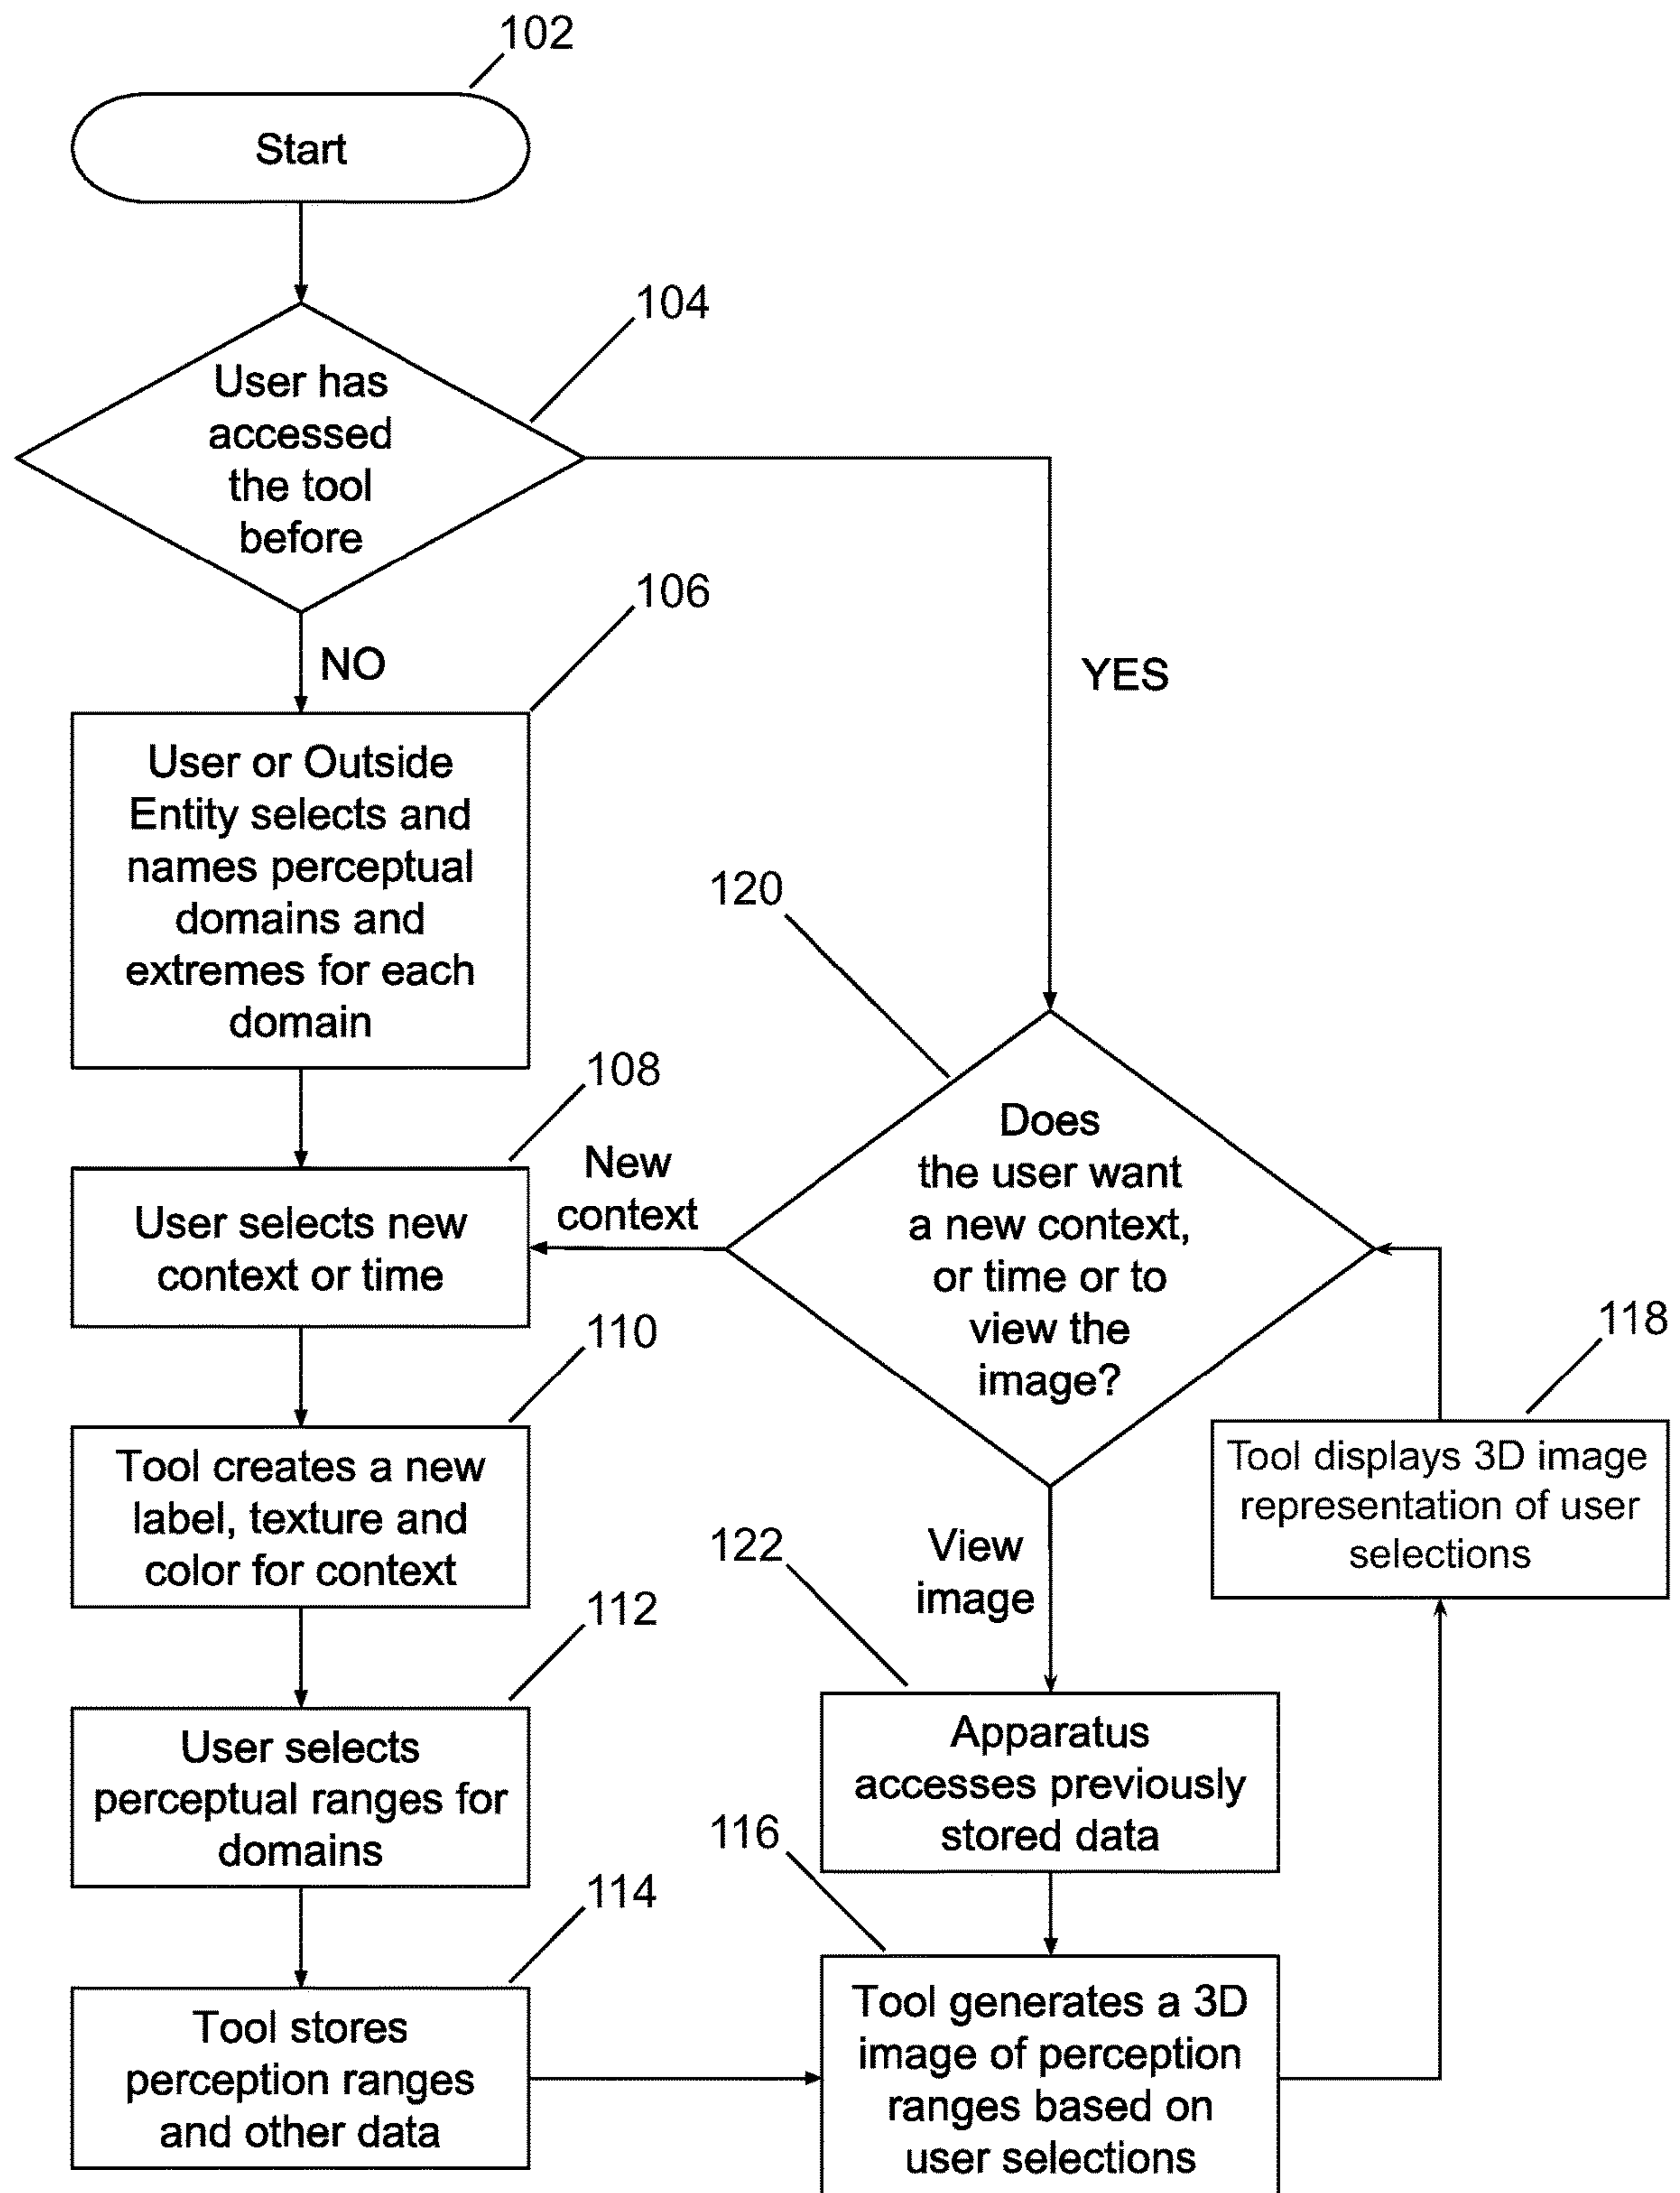 102
Start
104
User has
accessed
the tool
before
NO
YES
106
User or Outside
Entity selects and
names perceptual
domains and
extremes for each
domain
120
Does
the user want
a new context,
or time or to
view the
image?
108
New
context
User selects new
context or time
110
Tool creates a new
label, texture and
color for context
118
Tool displays 3D image
representation of user
selections
122
View
image
Apparatus
accesses previously
stored data
112
User selects
perceptual ranges for
domains
114
Tool stores
perception ranges
and other data
116
Tool generates a 3D
image of perception
ranges based on
user selections